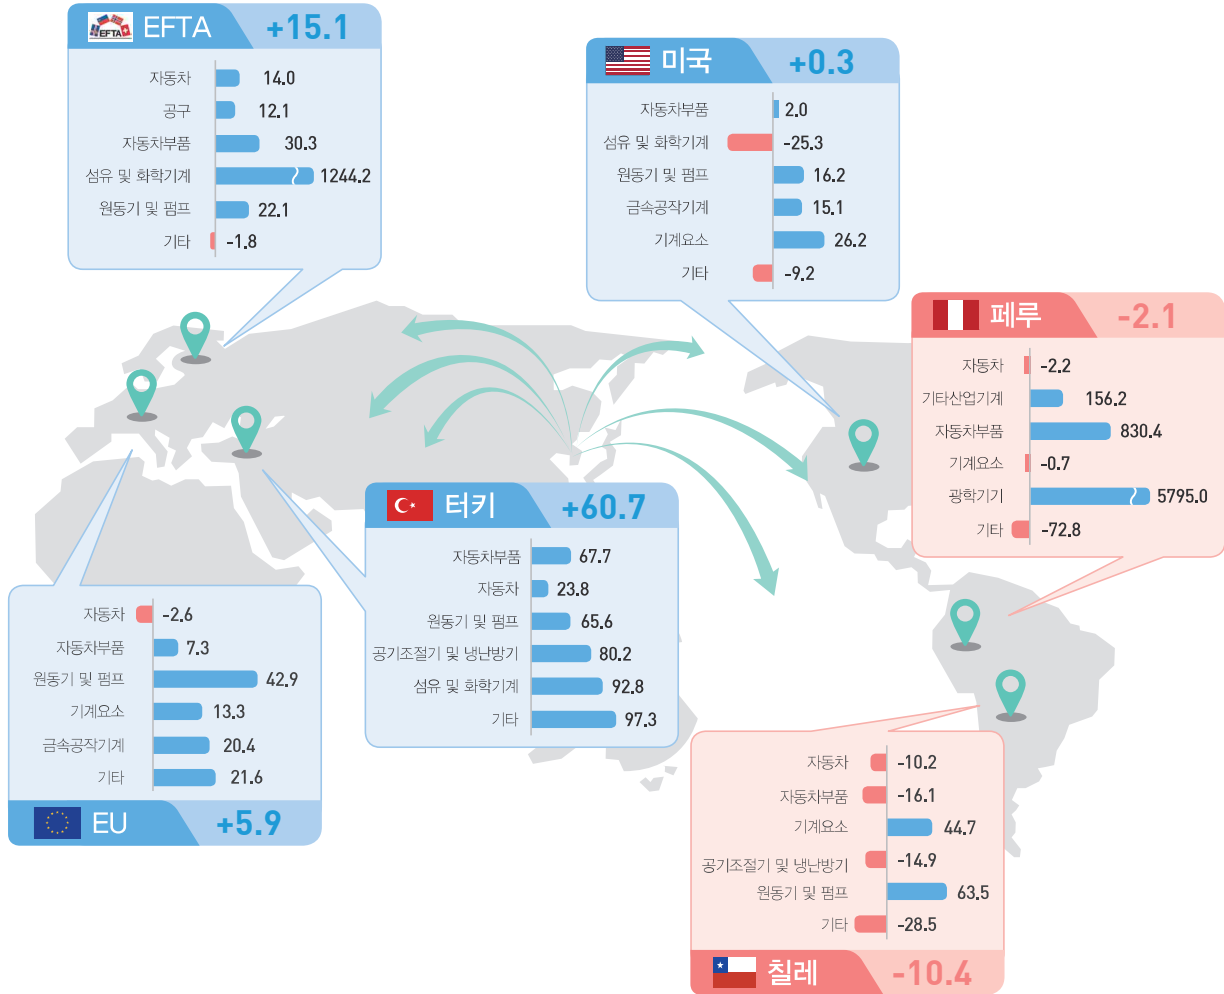 EFTA
EFTA +15.1
자동차 14.0
공구 12.1
자동차부품 30.3
섬유 및 화학기계 1244.2
원동기 및 펌프 22.1
기타 -1.8
미국 +0.3
자동차부품 2.0
섬유 및 화학기계 -25.3
원동기 및 펌프 16.2
금속공작기계 15.1
기계요소 26.2
기타 -9.2
페루 -2.1
자동차 -2.2
기타산업기계 156.2
자동차부품 830.4
기계요소 -0.7
광학기기 5795.0
기타 -72.8
터키 +60.7
자동차부품 67.7
자동차 23.8
원동기 및 펌프 65.6
공기조절기 및 냉난방기 80.2
섬유 및 화학기계 92.8
기타 97.3
자동차 -2.6
자동차부품 7.3
원동기 및 펌프 42.9
기계요소 13.3
금속공작기계 20.4
기타 21.6
EU +5.9
자동차 -10.2
자동차부품 -16.1
기계요소 44.7
공기조절기 및 냉난방기 -14.9
원동기 및 펌프 63.5
기타 -28.5
칠레 -10.4